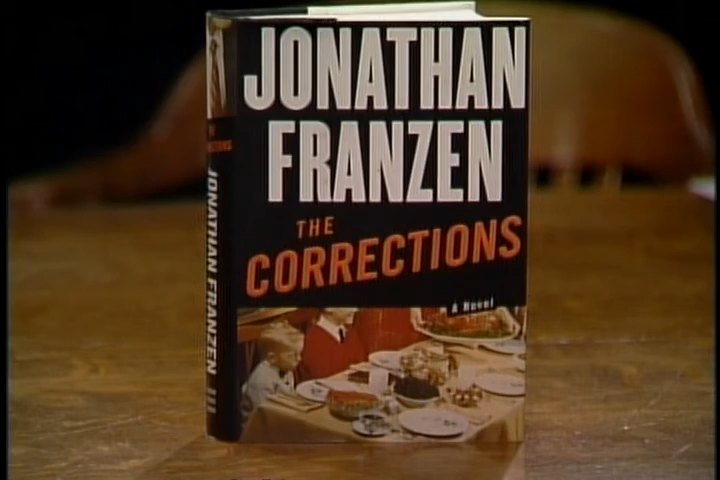 JONATHAN
FRANZEN
THE
CORRECTIONS
A Novel
JONATHAN FRANZEN